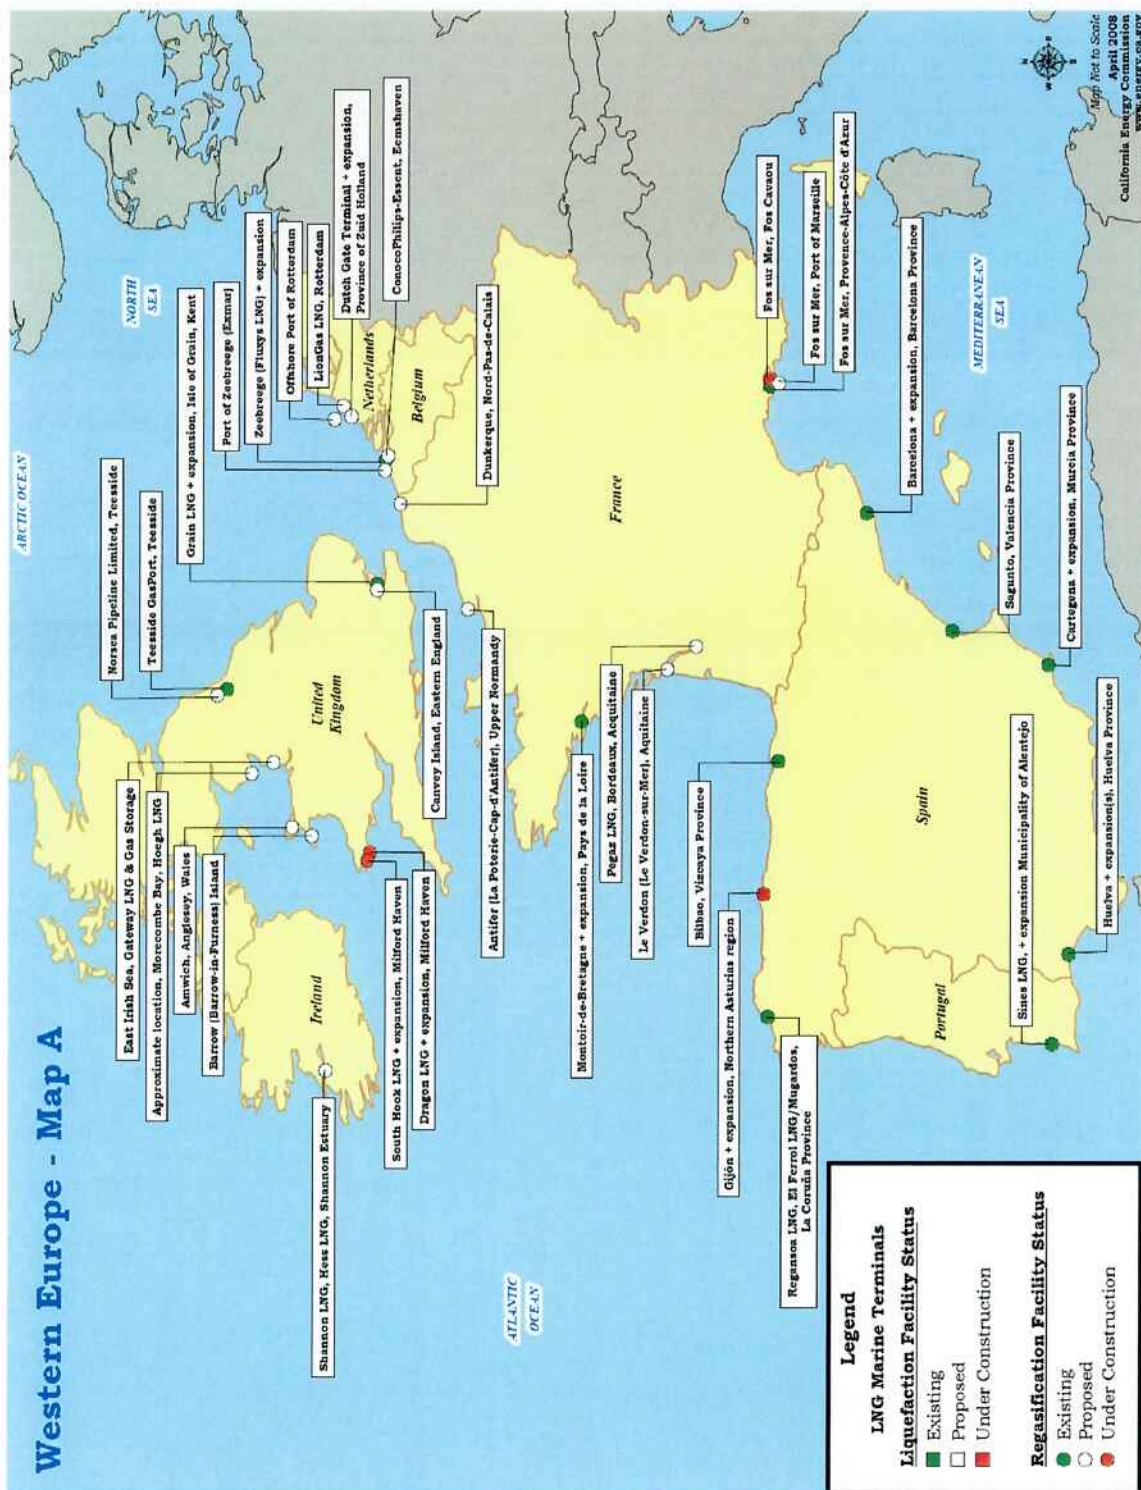 Western Europe - Map A
ARCTIC OCEAN
NORTH
SEA
ATLANTIC
OCEAN
MEDITERRANEAN
SEA
Norsea Pipeline Limited, Teesside
Teesside GasPort, Teesside
Grain LNG + expansion, Isle of Grain, Kent
Port of Zeebreege (Exmar)
Zeebreege (Fluxys LNG) + expansion
Offshore Port of Rotterdam
LionGas LNG, Rotterdam
Dutch Gate Terminal + expansion,
Province of Zuid Holland
ConocoPhilips-Essent, Eemshaven
Dunkerque, Nord-Pas-de-Calais
East Irish Sea, Gateway LNG & Gas Storage
Approximate location, Morecombe Bay, Hoegh LNG
Amwich, Anglesey, Wales
Barrow (Barrow-in-Furness) Island
Shannon LNG, Hess LNG, Shannon Estuary
South Hook LNG + expansion, Milford Haven
Dragon LNG + expansion, Milford Haven
Canvey Island, Eastern England
Antifer (La Poterie-Cap-d'Antifer), Upper Normandy
Montoir-de-Bretagne + expansion, Pays de la Loire
Pegaz LNG, Bordeaux, Acquitaine
Le Verdon (Le Verdon-sur-Mer), Aquitaine
Bilbao, Vizcaya Province
Gijón + expansion, Northern Asturias region
Reganosa LNG, El Ferrol LNG/Mugardos,
La Coruña Province
Fos sur Mer, Fos Cavaou
Fos sur Mer, Port of Marseille
Fos sur Mer, Provence-Alpes-Côte d'Azur
Barcelona + expansion, Barcelona Province
Sagunto, Valencia Province
Cartegena + expansion, Murcia Province
Huelva + expansion(s), Huelva Province
Sines LNG, + expansion Municipality of Alentejo
United
Kingdom
Ireland
Netherlands
Belgium
France
Spain
Portugal
Legend
LNG Marine Terminals
Liquefaction Facility Status
Existing
Proposed
Under Construction
Regasification Facility Status
Existing
Proposed
Under Construction
N
W
E
S
Map Not to Scale
April 2008
California Energy Commission
www.energy.ca.gov